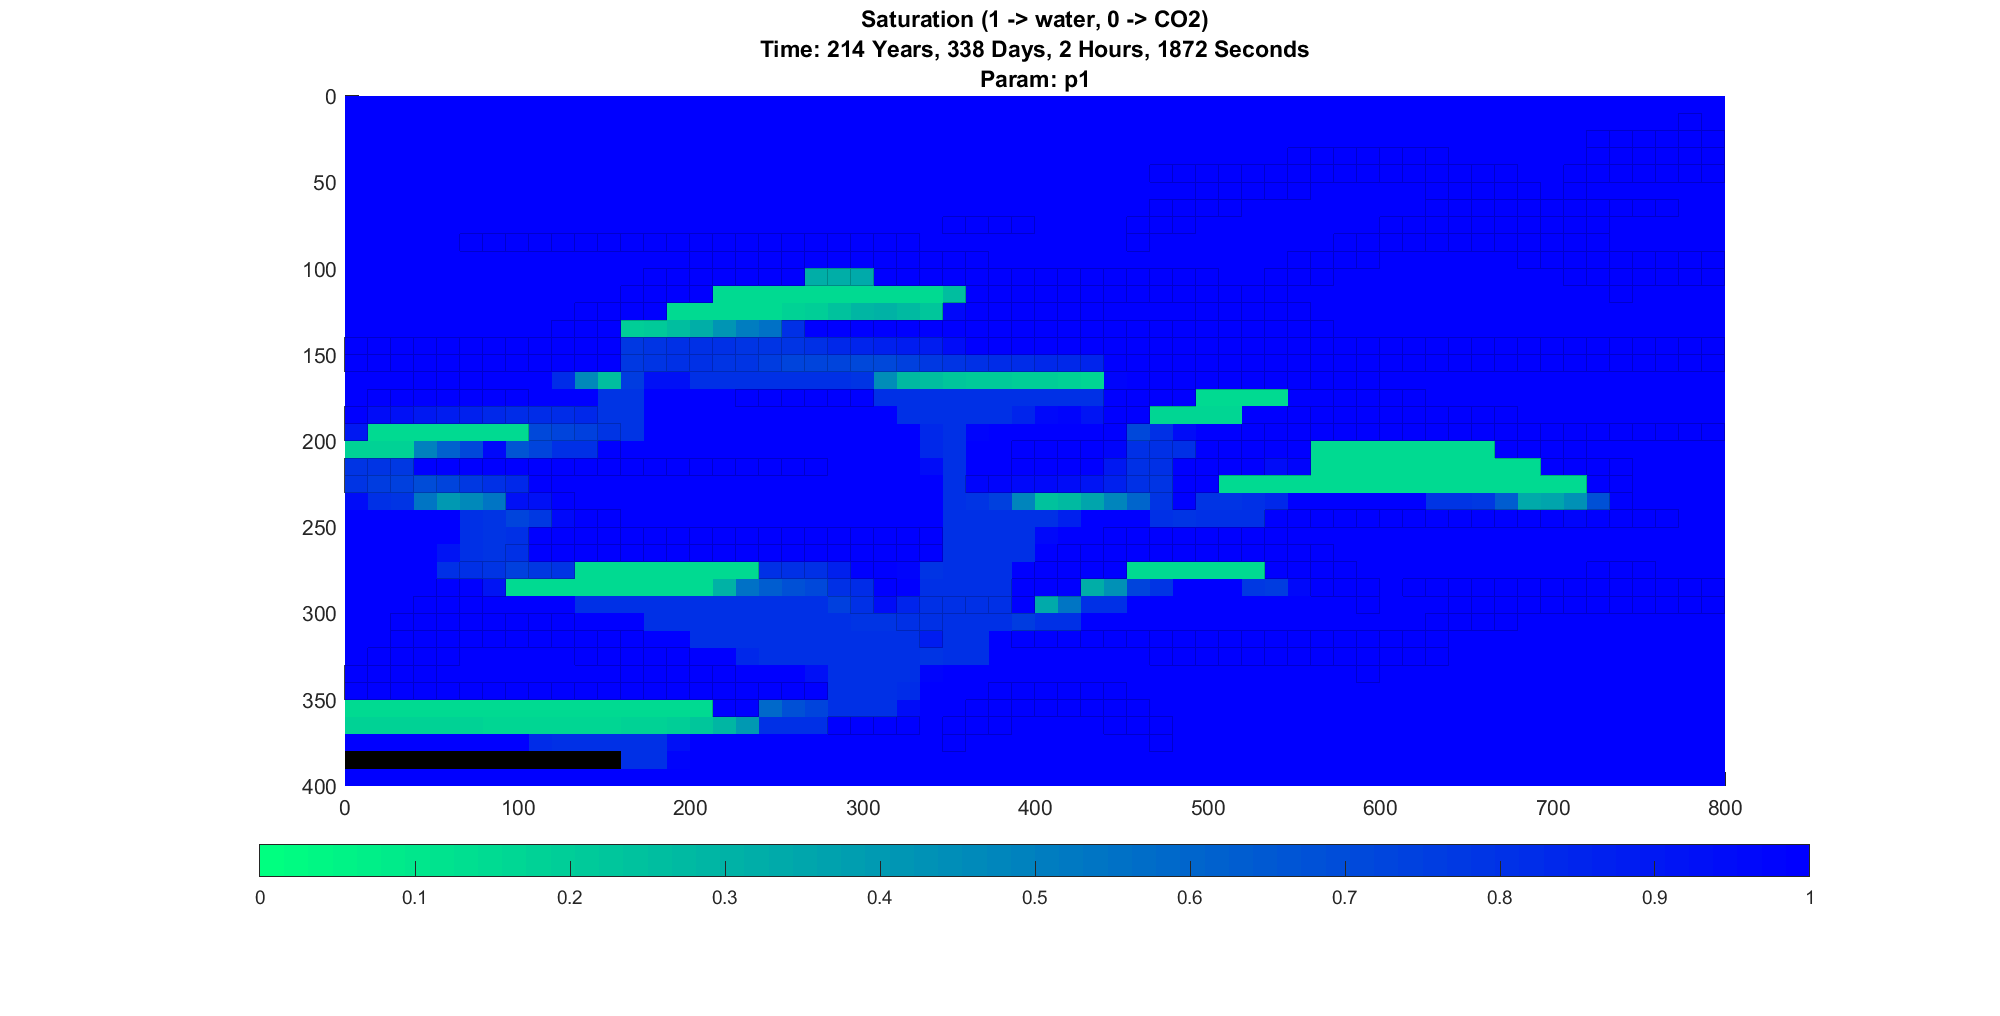 Saturation (1 -> water, 0 -> CO2)
Time: 214 Years, 338 Days, 2 Hours, 1872 Seconds
Param: p1
0
50
100
150
200
250
300
350
400
0 100 200 300 400 500 600 700 800
0 0.1 0.2 0.3 0.4 0.5 0.6 0.7 0.8 0.9 1